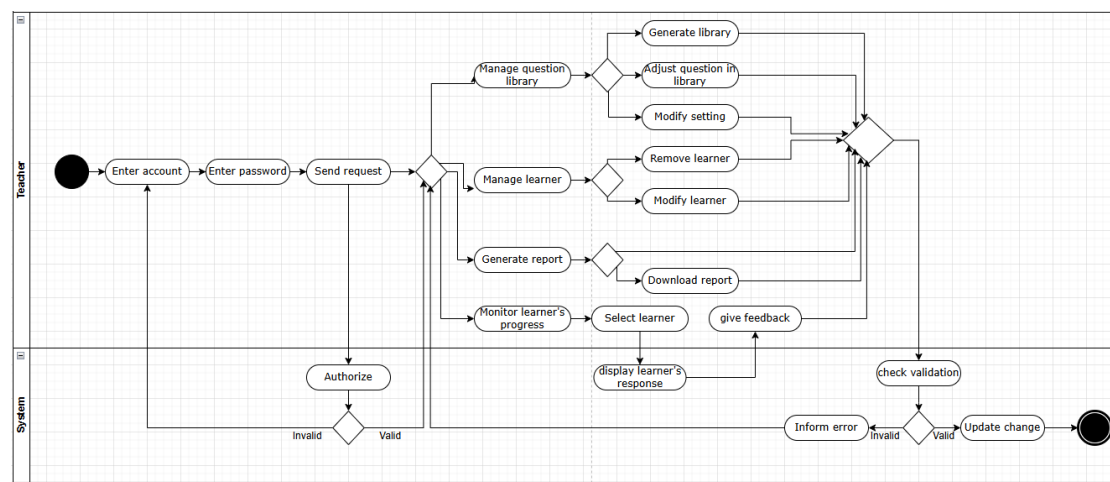 Teacher
Enter account
Enter password
Send request
Manage question
library
Manage learner
Generate report
Monitor learner's
progress
Generate library
Adjust question in
library
Modify setting
Remove learner
Modify learner
Download report
Select learner
give feedback
System
Authorize
Invalid
Valid
display learner's
response
check validation
Inform error
Invalid
Valid
Update change